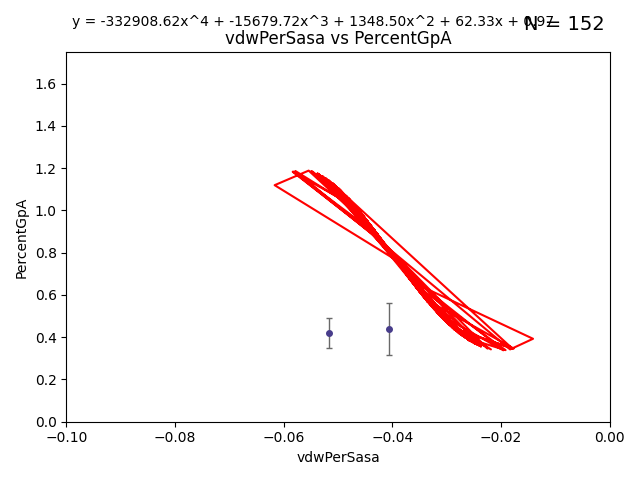 y = -332908.62x^4 + -15679.72x^3 + 1348.50x^2 + 62.33x + 0.97
N = 152
vdwPerSasa vs PercentGpA
1.6
1.4
1.2
1.0
0.8
0.6
0.4
0.2
0.0
PercentGpA
−0.10 −0.08 −0.06 −0.04 −0.02 0.00
vdwPerSasa